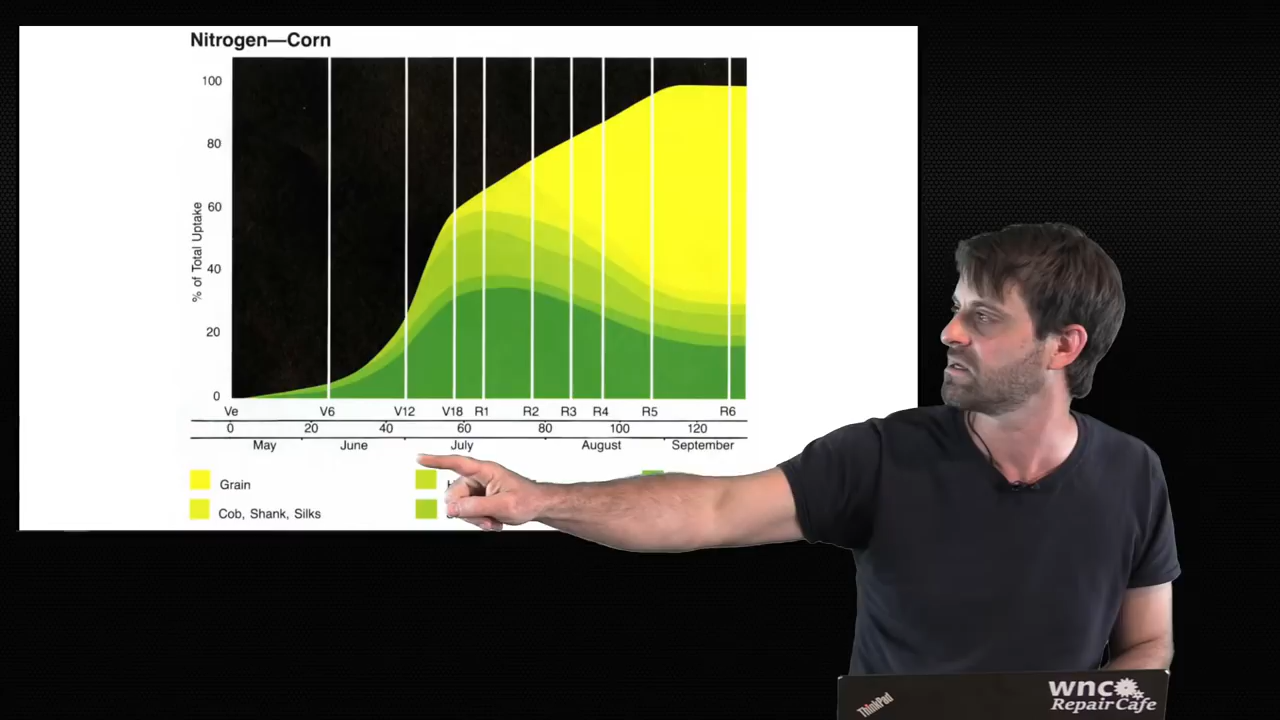 Nitrogen—Corn
100
80
60
40
20
0
% of Total Uptake
Ve V6 V12 V18 R1 R2 R3 R4 R5 R6
0 20 40 60 80 100 120
May June July August September
Grain
Cob, Shank, Silks
ThinkPad
wnc
Repair Cafe